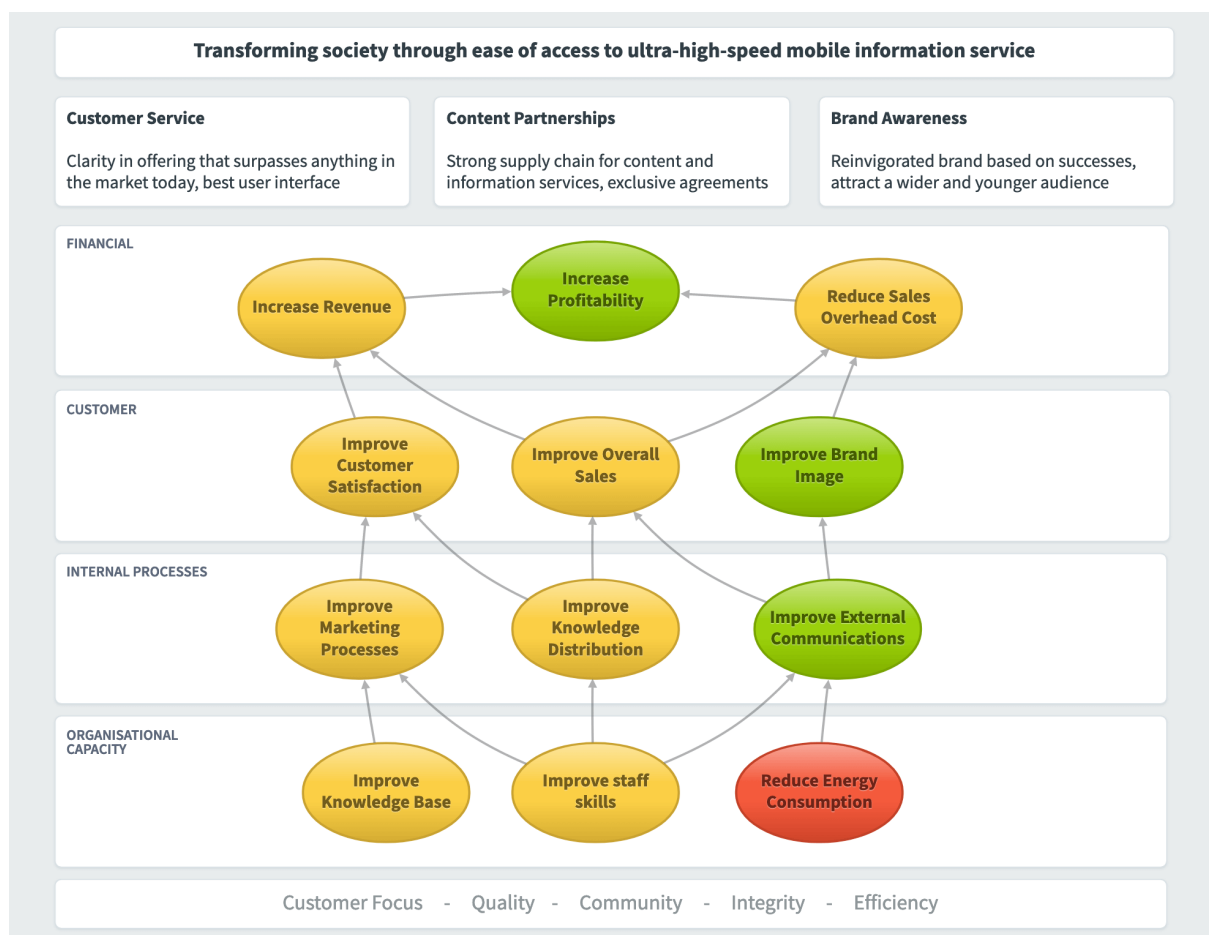 Transforming society through ease of access to ultra-high-speed mobile information service
Customer Service
Clarity in offering that surpasses anything in
the market today, best user interface
Content Partnerships
Strong supply chain for content and
information services, exclusive agreements
Brand Awareness
Reinvigorated brand based on successes,
attract a wider and younger audience
FINANCIAL
Increase Revenue
Increase
Profitability
Reduce Sales
Overhead Cost
CUSTOMER
Improve
Customer
Satisfaction
Improve Overall
Sales
Improve Brand
Image
INTERNAL PROCESSES
Improve
Marketing
Processes
Improve
Knowledge
Distribution
Improve External
Communications
ORGANISATIONAL
CAPACITY
Improve
Knowledge Base
Improve staff
skills
Reduce Energy
Consumption
Customer Focus - Quality - Community - Integrity - Efficiency